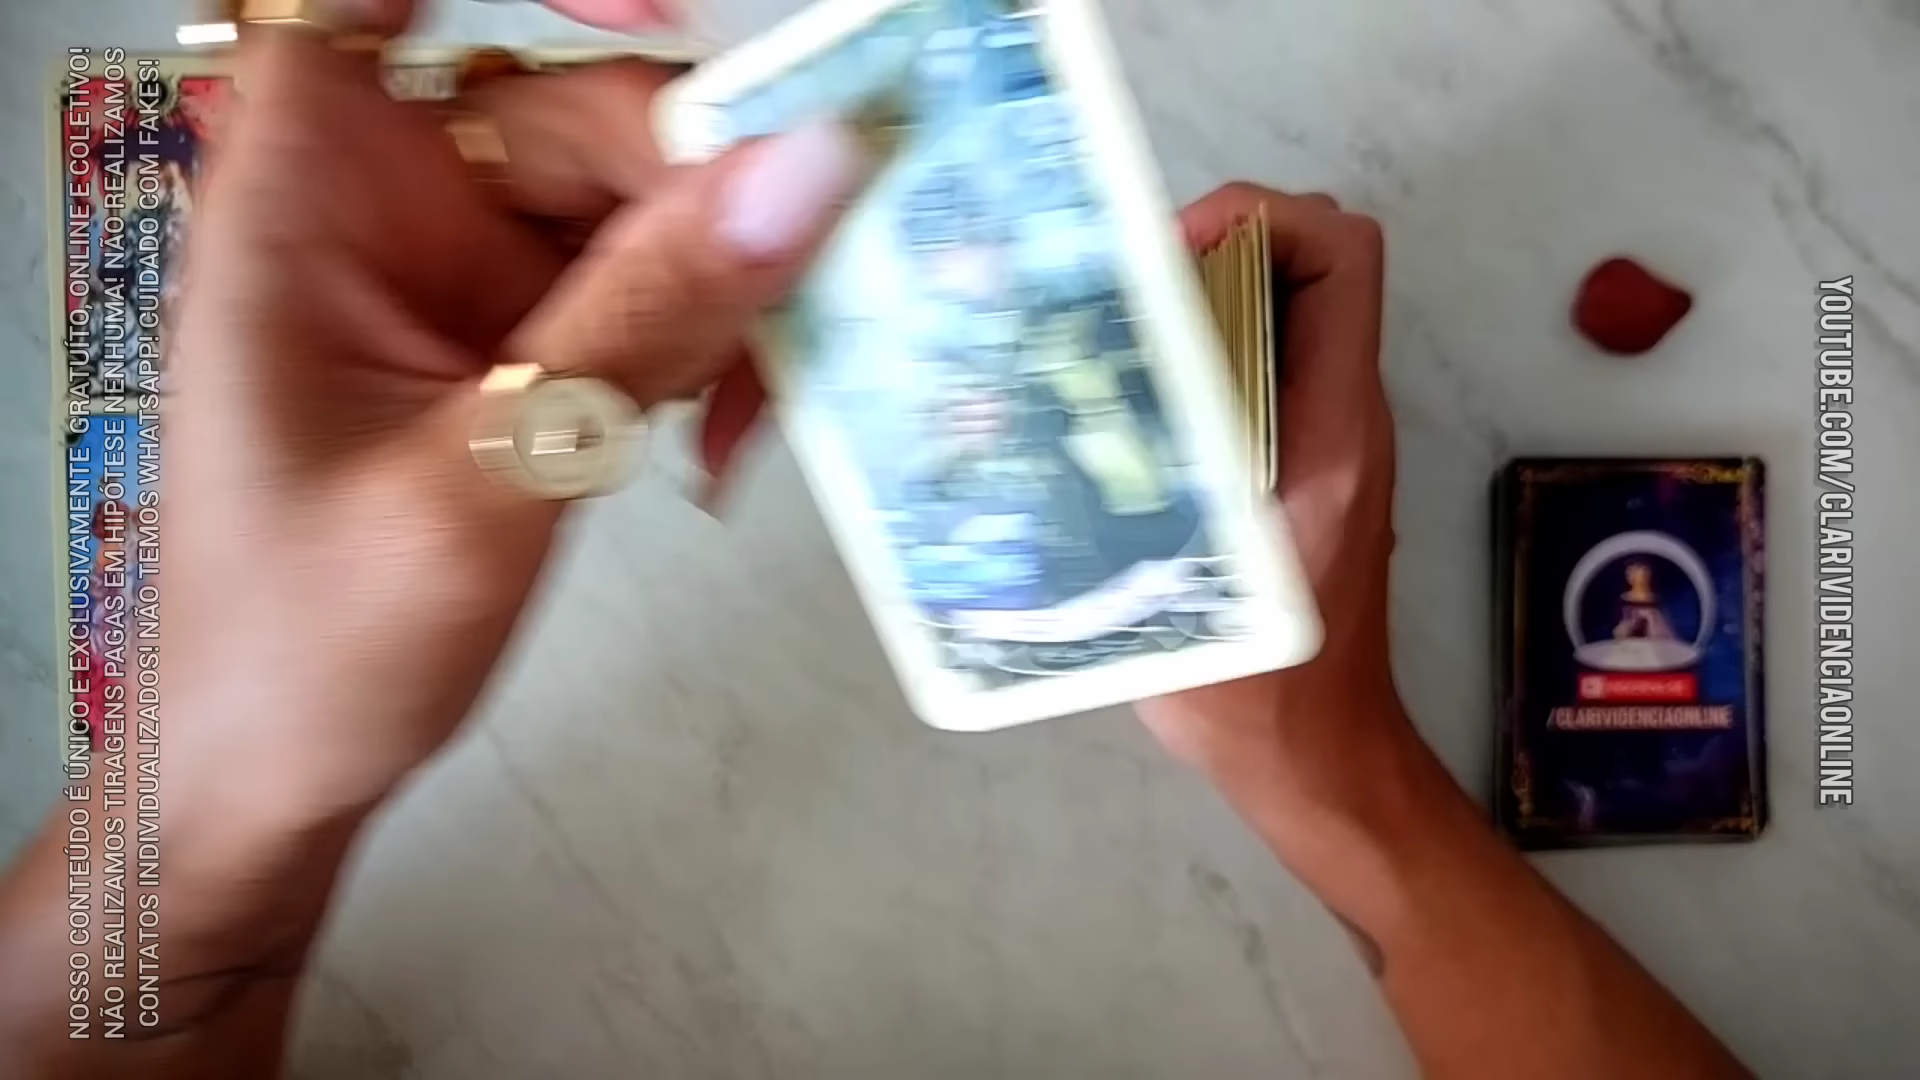 NOSSO CONTEÚDO É ÚNICO E EXCLUSIVAMENTE GRATUÍTO, ONLINE E COLETIVO!
NÃO REALIZAMOS TIRAGENS PAGAS EM HIPÓTESE NENHUMA! NÃO REALIZAMOS
CONTATOS INDIVIDUALIZADOS! NÃO TEMOS WHATSAPP! CUIDADO COM FAKES!
/CLARIVIDENCIAONLINE
YOUTUBE.COM/CLARIVIDENCIAONLINE